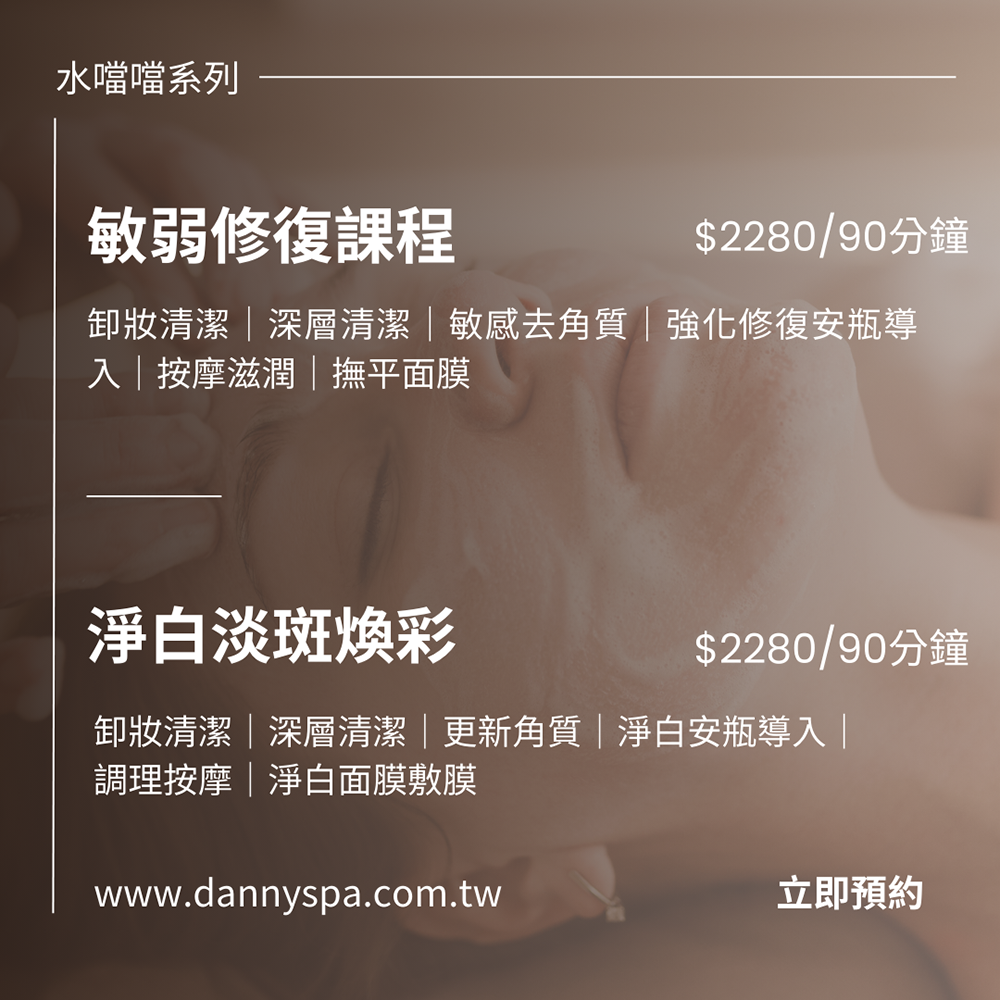 水噹噹系列
敏弱修復課程
$2280/90分鐘
卸妝清潔｜深層清潔｜敏感去角質｜強化修復安瓶導
入｜按摩滋潤｜撫平面膜
淨白淡斑煥彩
$2280/90分鐘
卸妝清潔｜深層清潔｜更新角質｜淨白安瓶導入｜
調理按摩｜淨白面膜敷膜
www.dannyspa.com.tw
立即預約